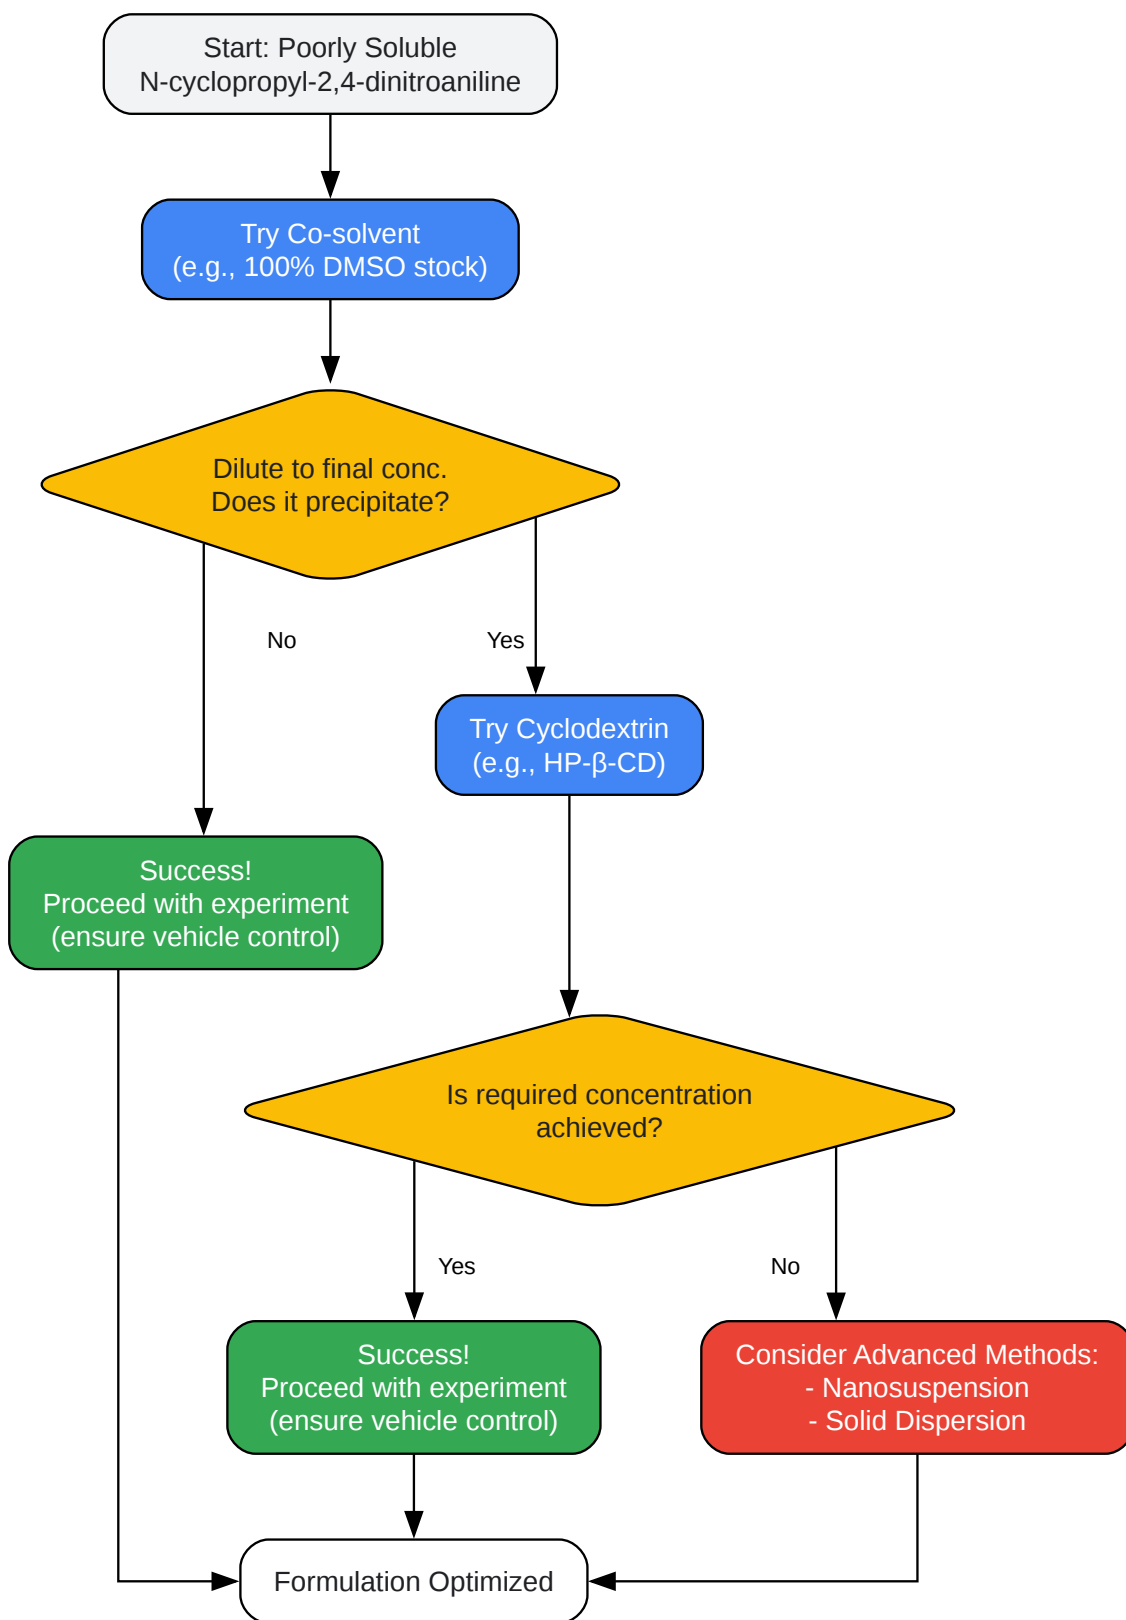 Start: Poorly Soluble
N-cyclopropyl-2,4-dinitroaniline
Try Co-solvent
(e.g., 100% DMSO stock)
Dilute to final conc.
Does it precipitate?
No
Yes
Try Cyclodextrin
(e.g., HP-β-CD)
Success!
Proceed with experiment
(ensure vehicle control)
Is required concentration
achieved?
Yes
No
Success!
Proceed with experiment
(ensure vehicle control)
Consider Advanced Methods:
- Nanosuspension
- Solid Dispersion
Formulation Optimized